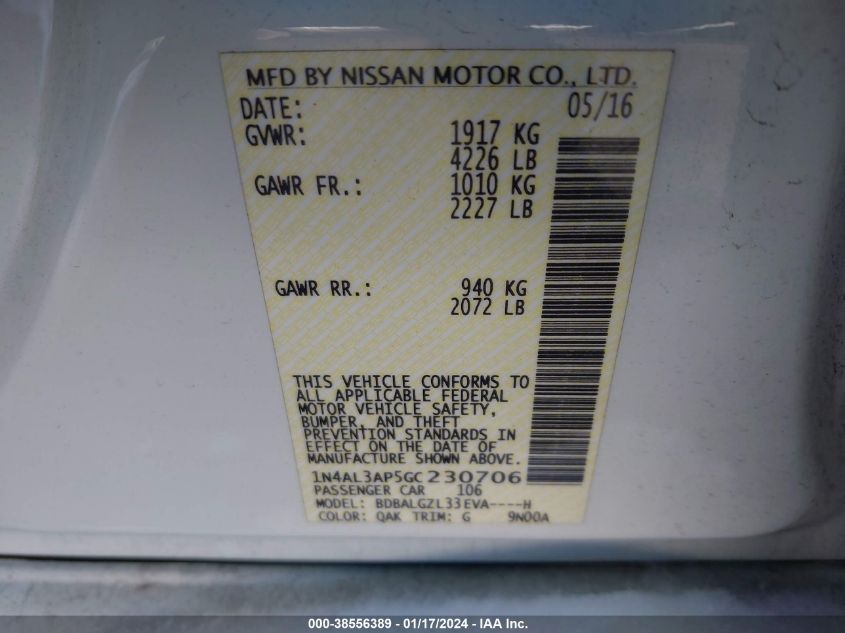 MFD BY NISSAN MOTOR CO., LTD.
DATE: 05/16
GVWR: 1917 KG
4226 LB
GAWR FR.: 1010 KG
2227 LB
GAWR RR.: 940 KG
2072 LB
THIS VEHICLE CONFORMS TO
ALL APPLICABLE FEDERAL
MOTOR VEHICLE SAFETY,
BUMPER, AND THEFT
PREVENTION STANDARDS IN
EFFECT ON THE DATE OF
MANUFACTURE SHOWN ABOVE.
1N4AL3AP5GC230706
PASSENGER CAR 106
MODEL: BDBALGZL33EVA----H
COLOR: QAK TRIM: G 9N00A
000-38556389 - 01/17/2024 - IAA Inc.